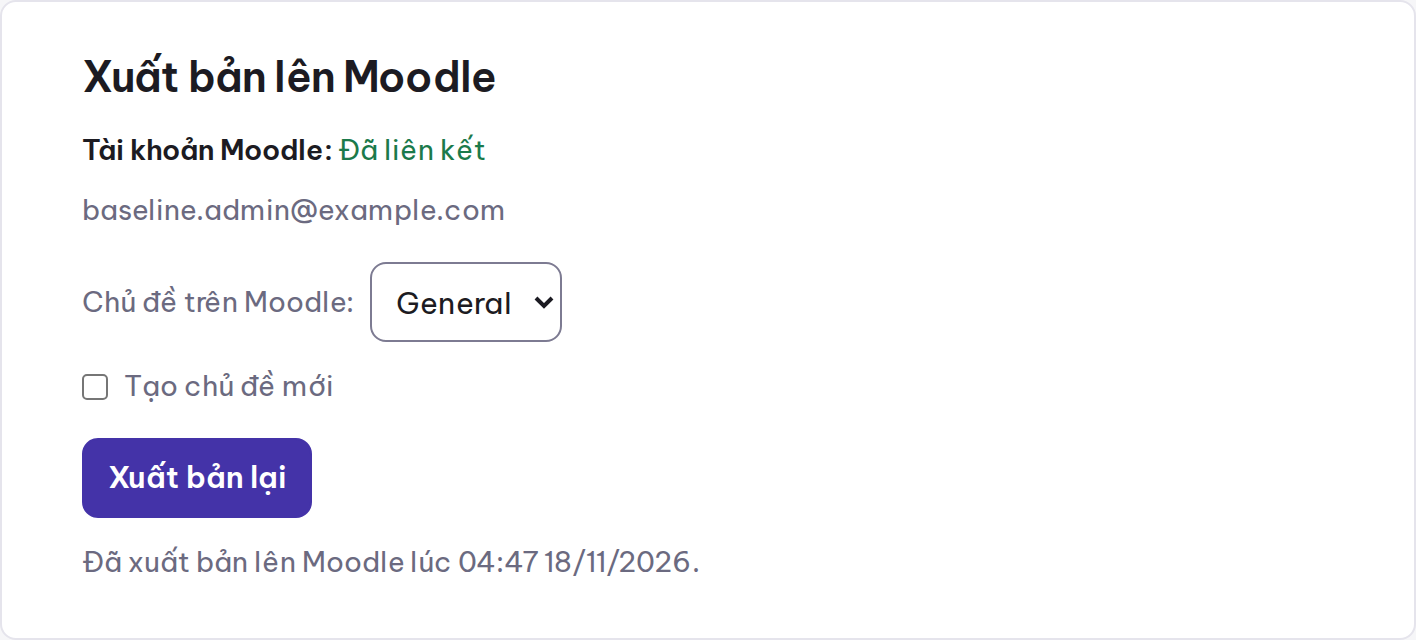 Xuất bản lên Moodle
Tài khoản Moodle: Đã liên kết
baseline.admin@example.com
Chủ đề trên Moodle: General
Tạo chủ đề mới
Xuất bản lại
Đã xuất bản lên Moodle lúc 04:47 18/11/2026.